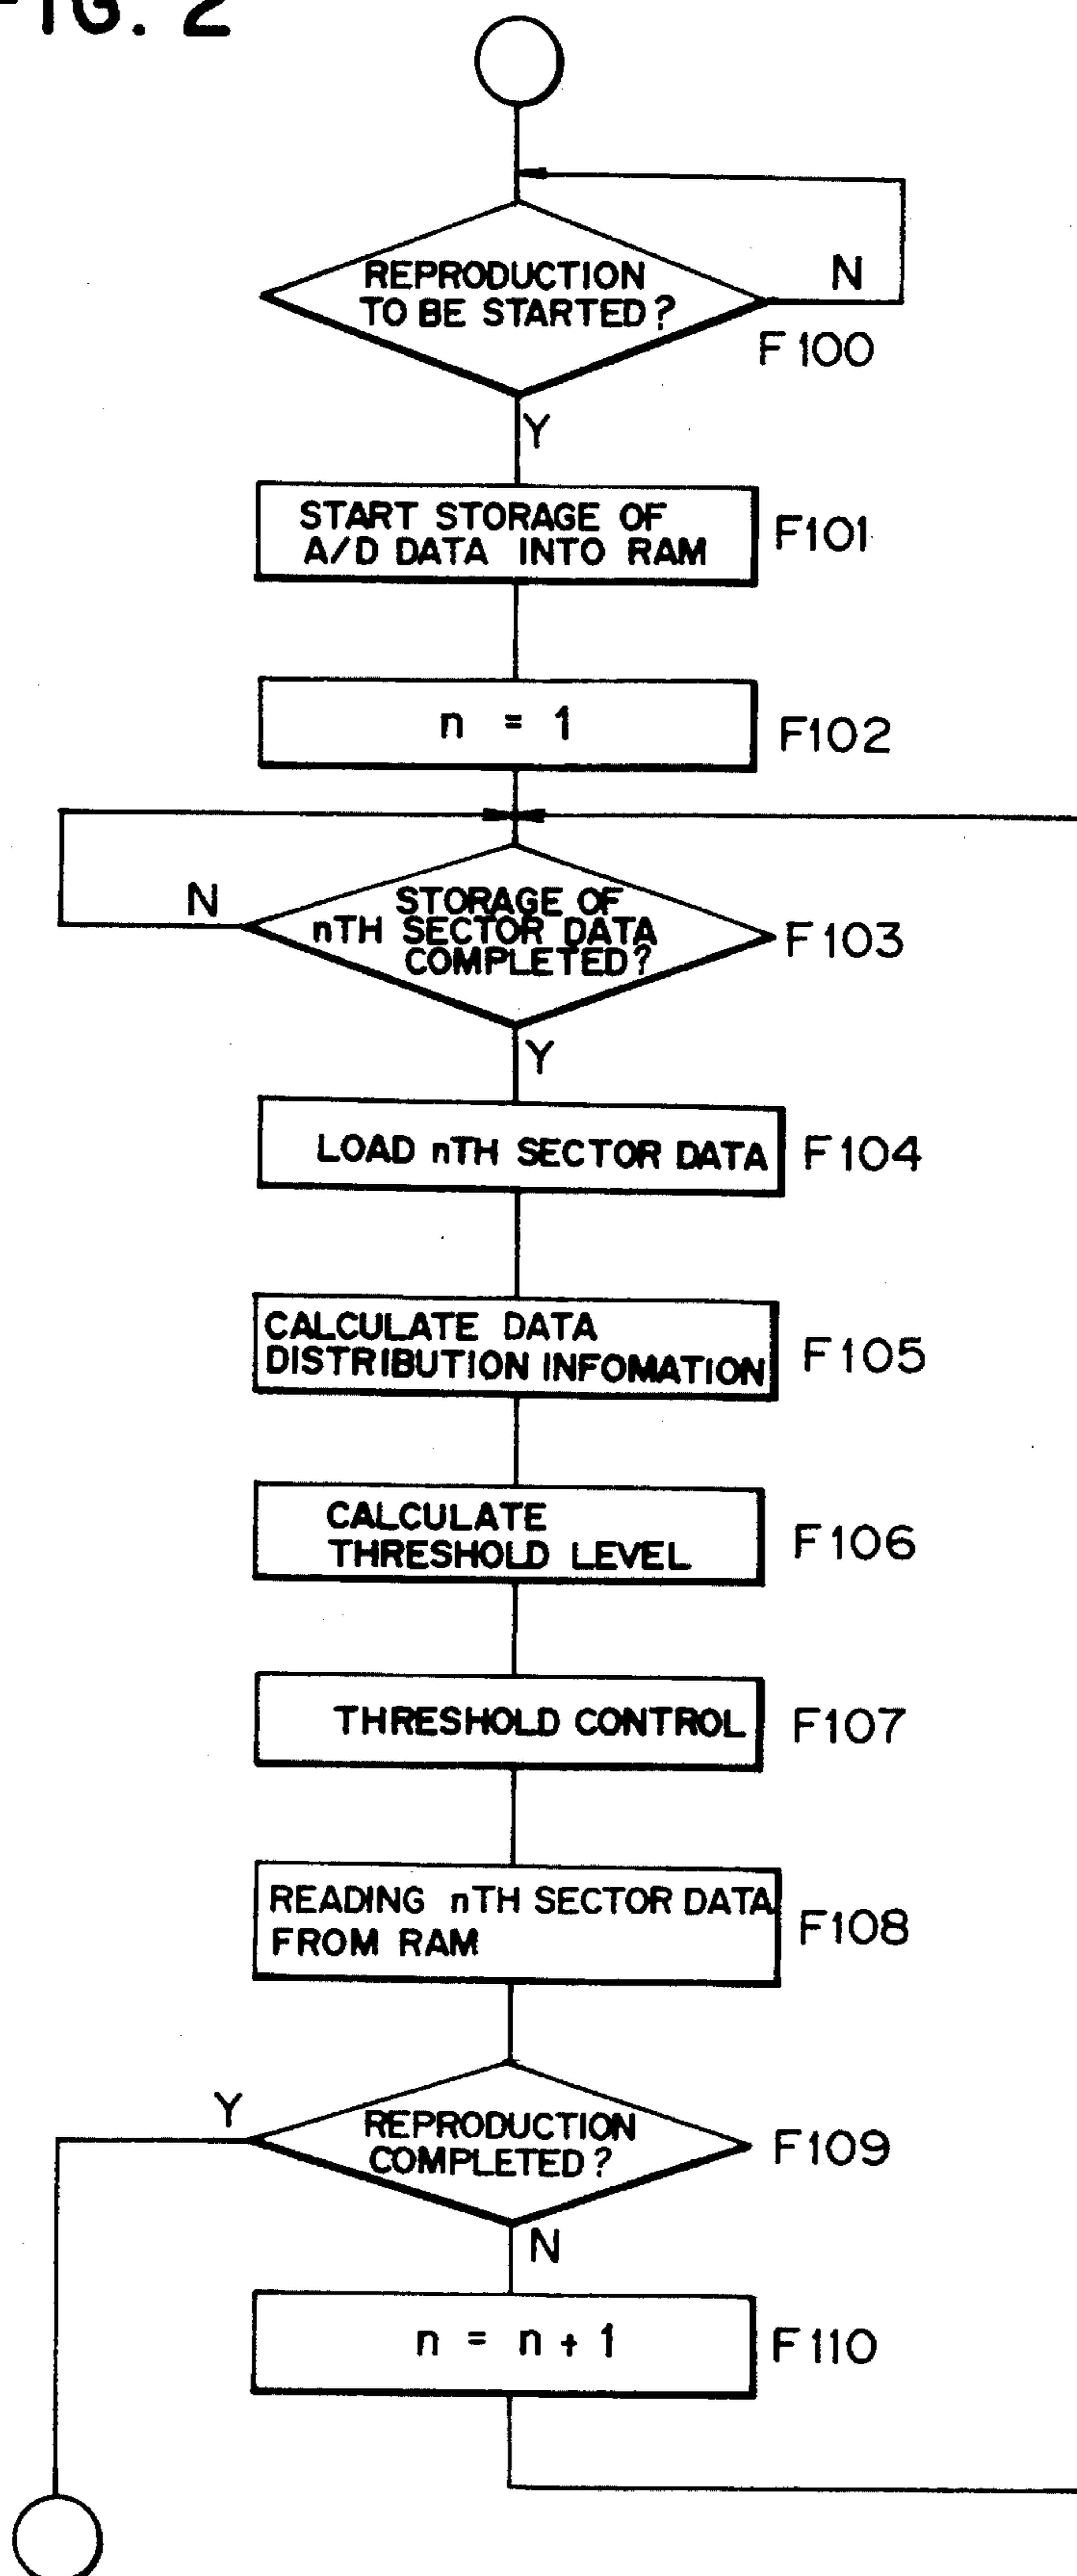 FIG. 2
REPRODUCTION
TO BE STARTED?
N
F100
Y
START STORAGE OF
A/D DATA INTO RAM
F101
n = 1
F102
N
STORAGE OF
nTH SECTOR DATA
COMPLETED?
F103
Y
LOAD nTH SECTOR DATA
F104
CALCULATE DATA
DISTRIBUTION INFOMATION
F105
CALCULATE
THRESHOLD LEVEL
F106
THRESHOLD CONTROL
F107
READING nTH SECTOR DATA
FROM RAM
F108
Y
REPRODUCTION
COMPLETED?
F109
N
n = n + 1
F110